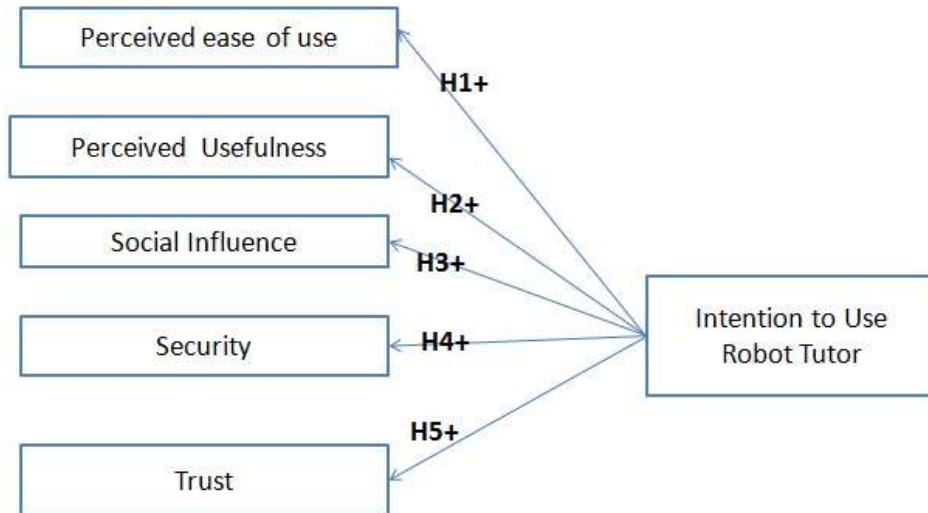 Perceived ease of use
H1+
Perceived Usefulness
H2+
Social Influence
H3+
Security
H4+
Trust
H5+
Intention to Use
Robot Tutor